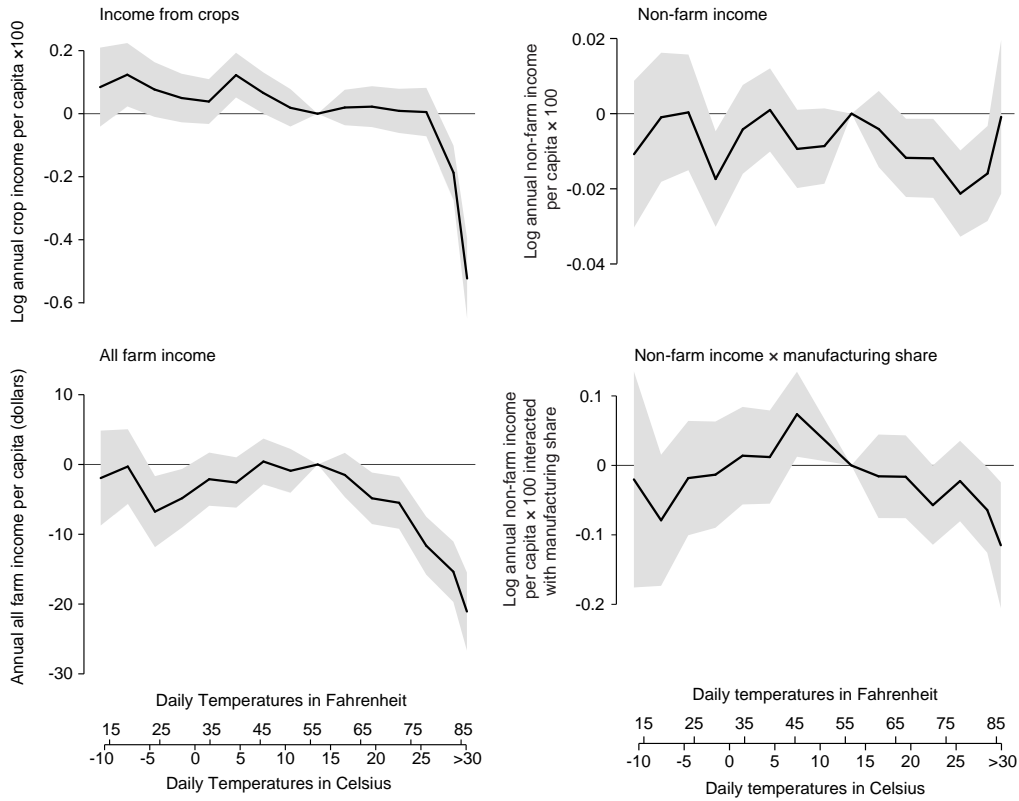 Income from crops
Log annual crop income per capita ×100
0.2
0
-0.2
-0.4
-0.6
Non-farm income
Log annual non-farm income
per capita × 100
0.02
0
-0.02
-0.04
All farm income
Annual all farm income per capita (dollars)
10
0
-10
-20
-30
Daily Temperatures in Fahrenheit
15 25 35 45 55 65 75 85
-10 -5 0 5 10 15 20 25 >30
Daily Temperatures in Celsius
Non-farm income × manufacturing share
Log annual non-farm income
per capita × 100 interacted
with manufacturing share
0.1
0
-0.1
-0.2
Daily temperatures in Fahrenheit
15 25 35 45 55 65 75 85
-10 -5 0 5 10 15 20 25 >30
Daily temperatures in Celsius